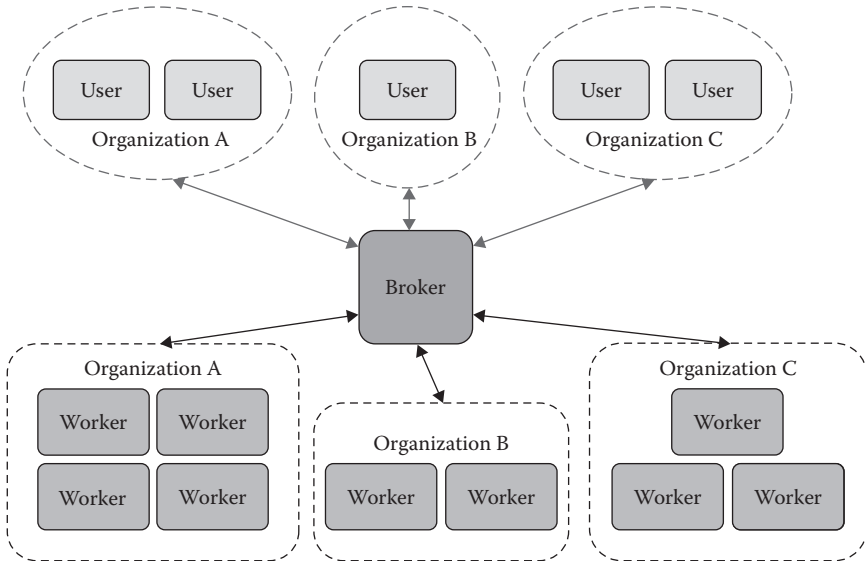 User User
Organization A
User
Organization B
User User
Organization C
Broker
Organization A
Worker Worker
Worker Worker
Organization B
Worker Worker
Organization C
Worker
Worker Worker